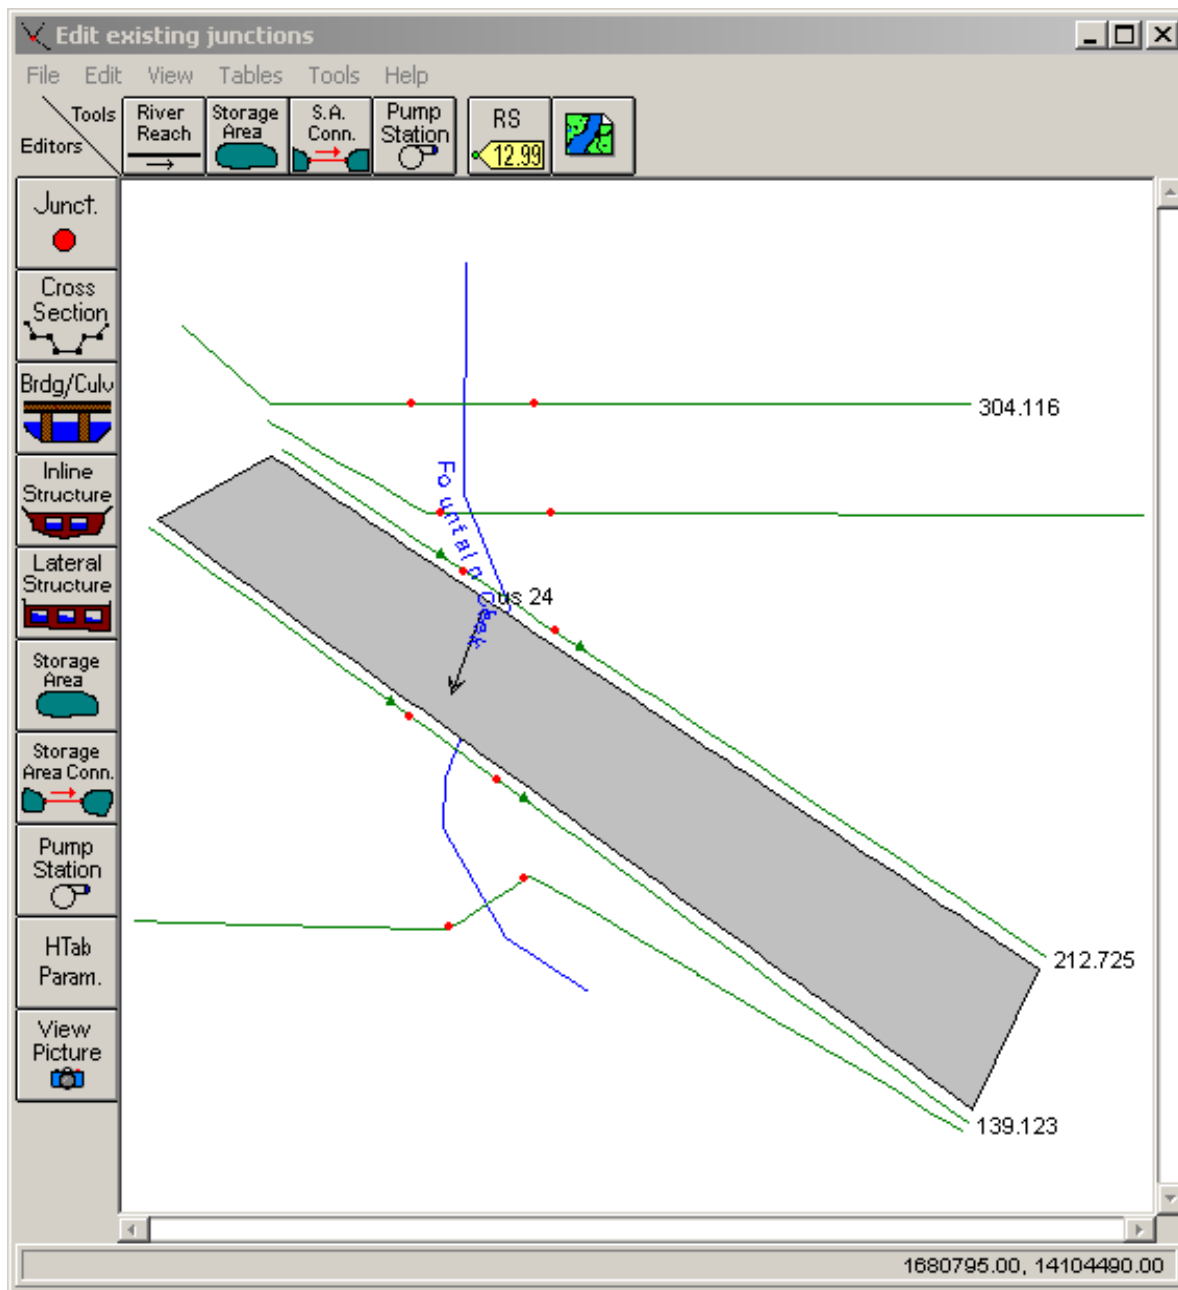 Edit existing junctions
File Edit View Tables Tools Help
Tools
Editors
River
Reach
Storage
Area
S.A.
Conn.
Pump
Station
RS
12.99
Junct.
Cross
Section
Brdg/Culv
Inline
Structure
Lateral
Structure
Storage
Area
Storage
Area Conn.
Pump
Station
HTab
Param.
View
Picture
304.116
Fountain
us 24
212.725
139.123
1680795.00, 14104490.00